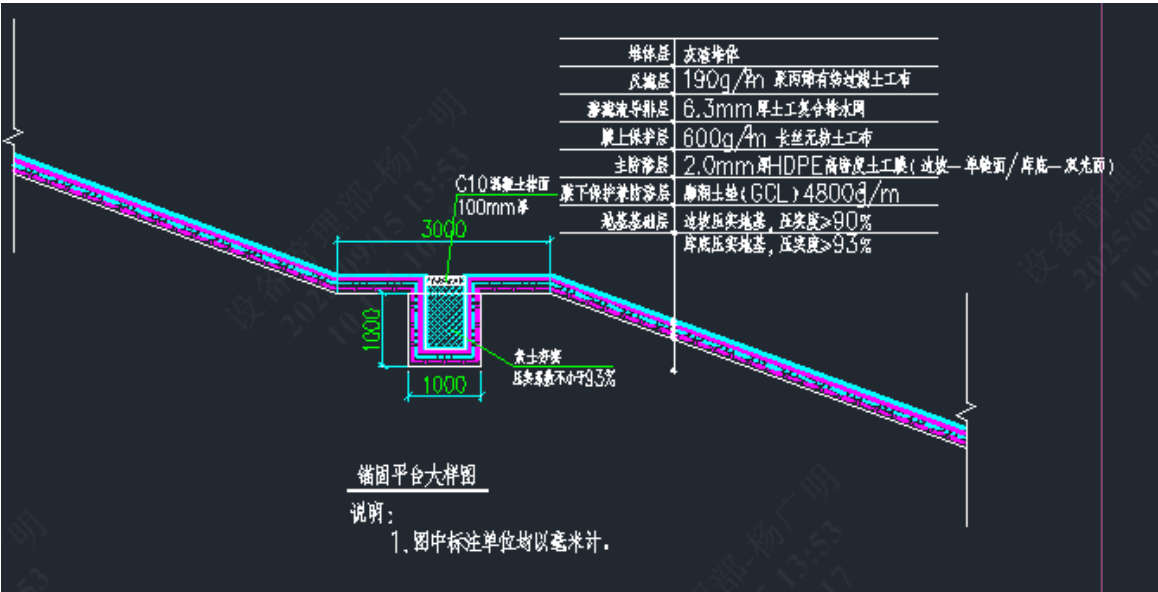 堆体层 灰渣堆体
反滤层 190g/㎡ 聚丙烯有纺过滤土工布
渗滤液导排层 6.3mm厚土工复合排水网
膜上保护层 600g/㎡ 长丝无纺土工布
主防渗层 2.0mm厚HDPE高密度土工膜(边坡一单糙面/库底一双光面)
膜下保护兼防渗层 膨润土垫(GCL)4800g/m
地基基础层 边坡压实地基, 压实度≥90%
库底压实地基, 压实度≥93%
C10混凝土拌面
100mm厚
3000
1000
1000
素土夯实
压实系数不小于93%
锚固平台大样图
说明:
1、图中标注单位均以毫米计.